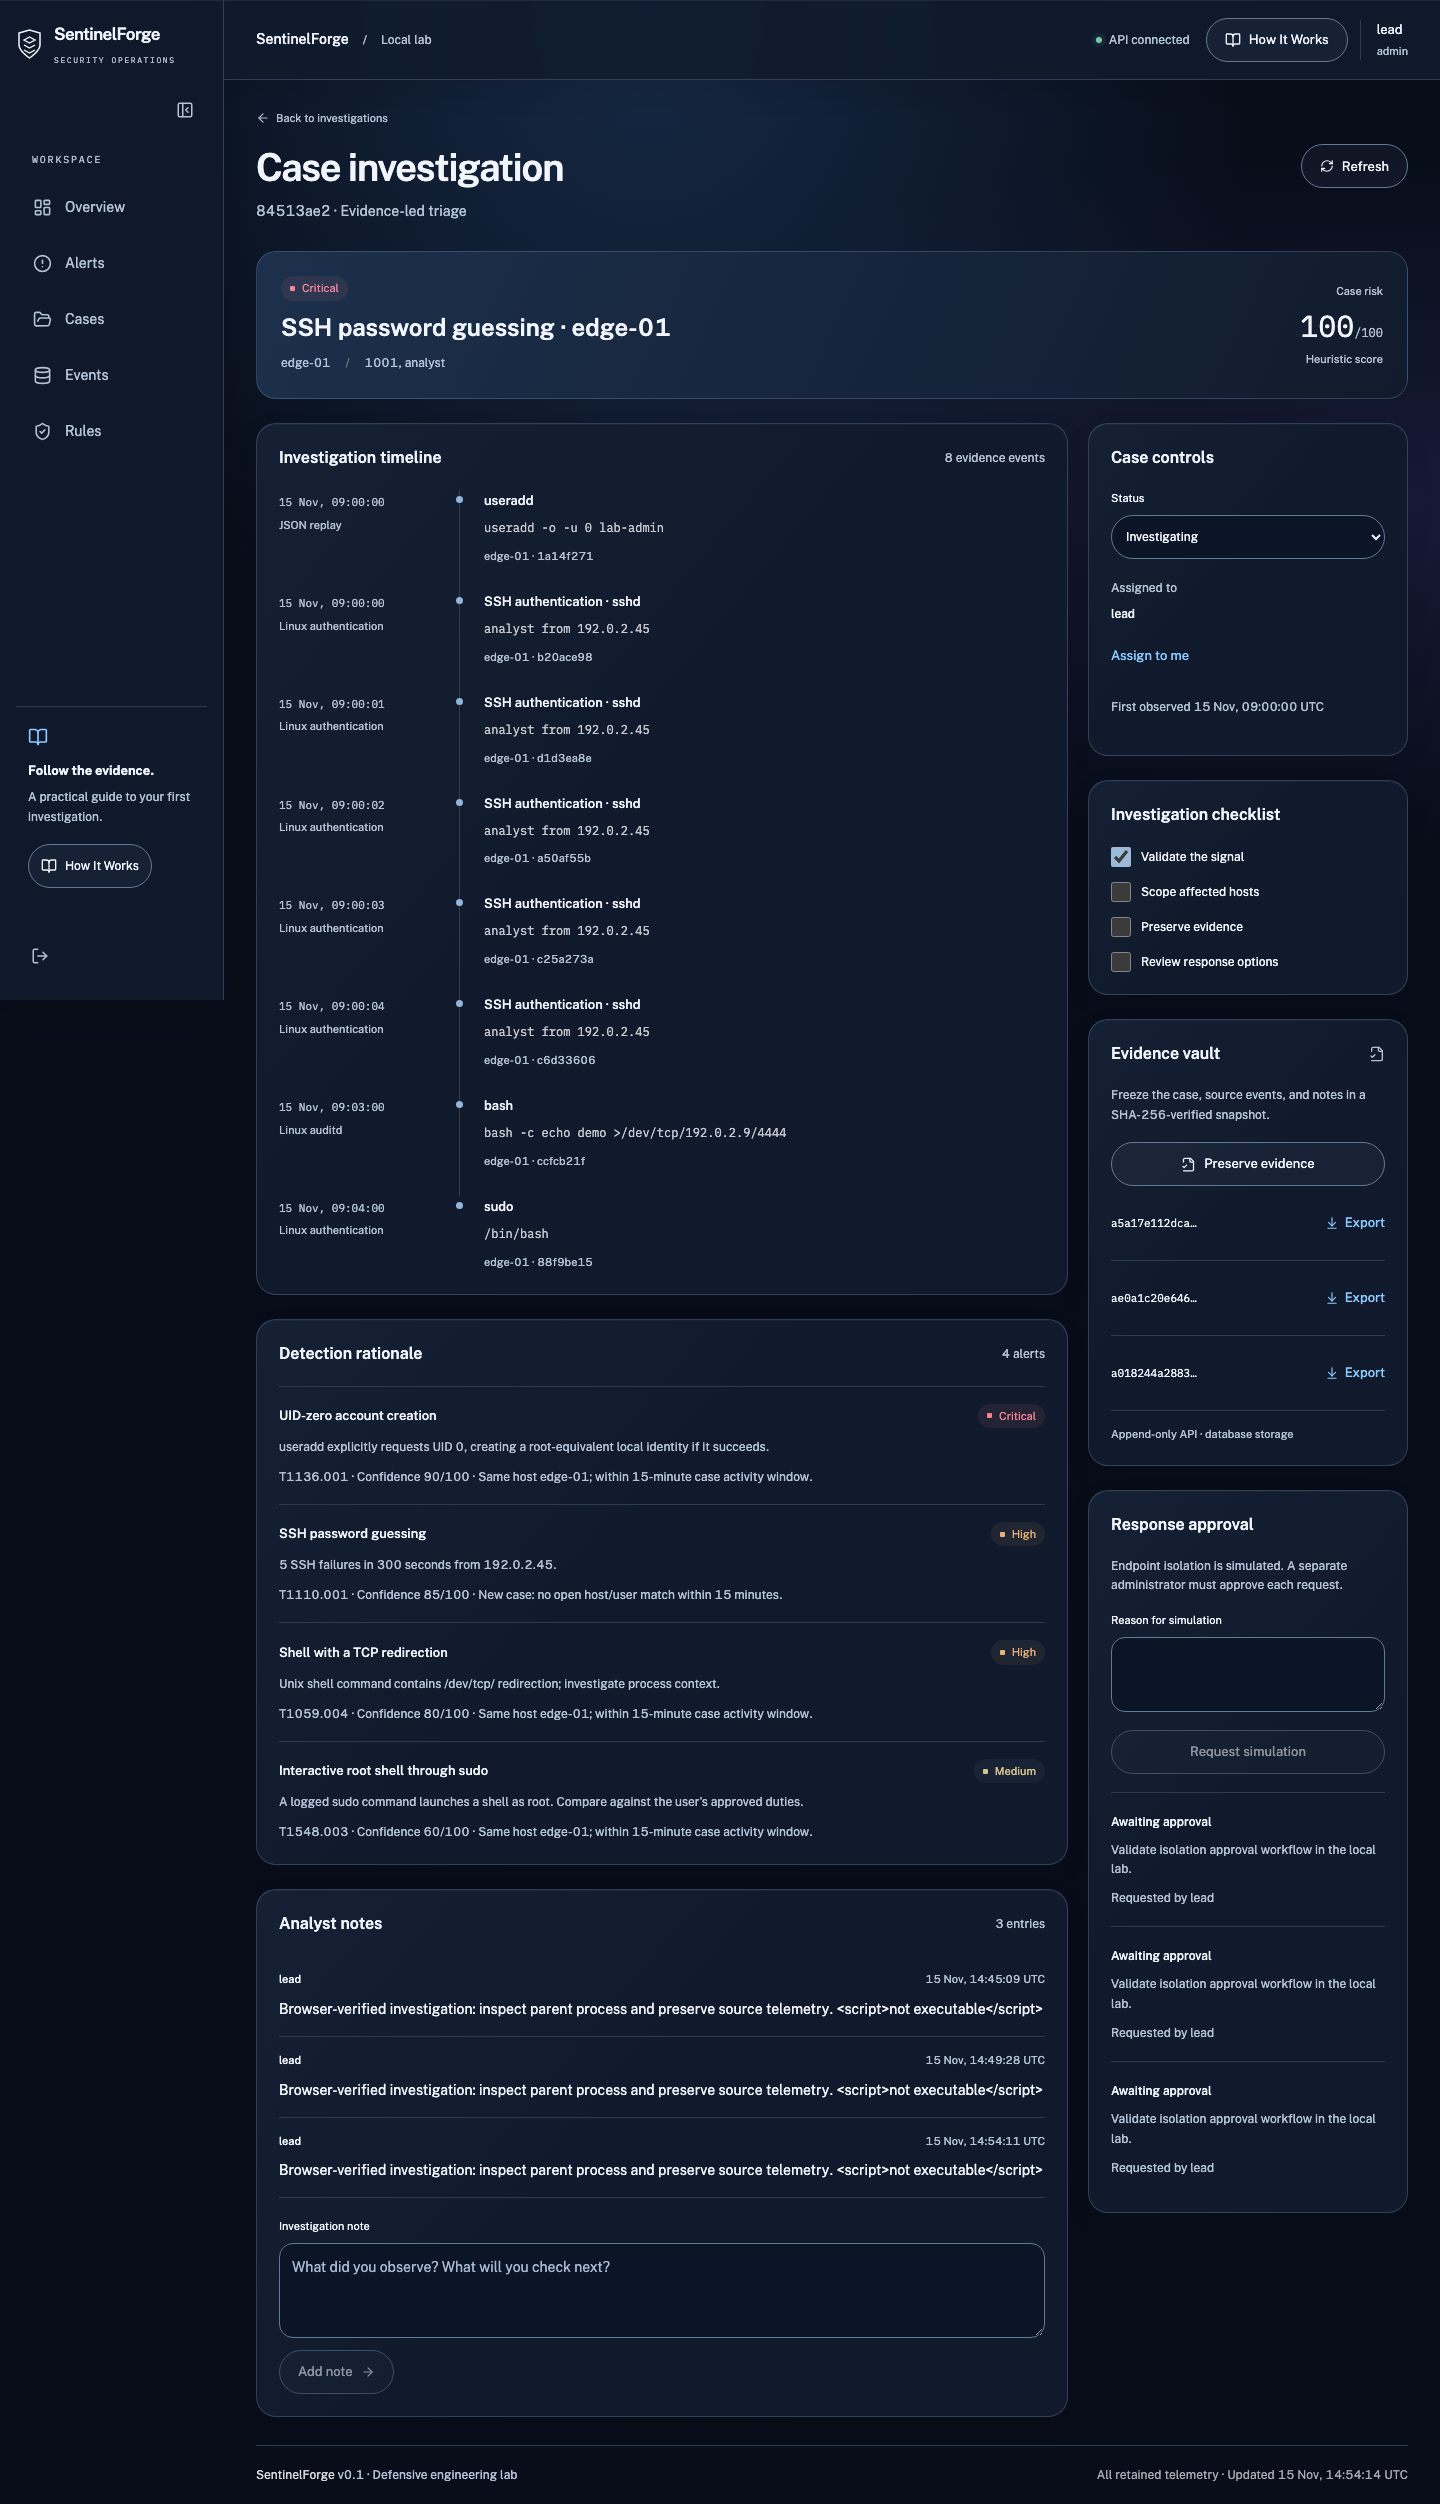 SentinelForge
SECURITY OPERATIONS
WORKSPACE
Overview
Alerts
Cases
Events
Rules
Follow the evidence.
A practical guide to your first
investigation.
How It Works
SentinelForge / Local lab
API connected
How It Works
lead
admin
Back to investigations
Case investigation
Refresh
84513ae2 · Evidence-led triage
Critical
SSH password guessing · edge-01
edge-01 / 1001, analyst
Case risk
100/100
Heuristic score
Investigation timeline
8 evidence events
15 Nov, 09:00:00
JSON replay
useradd
useradd -o -u 0 lab-admin
edge-01 · 1a14f271
15 Nov, 09:00:00
Linux authentication
SSH authentication · sshd
analyst from 192.0.2.45
edge-01 · b20ace98
15 Nov, 09:00:01
Linux authentication
SSH authentication · sshd
analyst from 192.0.2.45
edge-01 · d1d3ea8e
15 Nov, 09:00:02
Linux authentication
SSH authentication · sshd
analyst from 192.0.2.45
edge-01 · a50af55b
15 Nov, 09:00:03
Linux authentication
SSH authentication · sshd
analyst from 192.0.2.45
edge-01 · c25a273a
15 Nov, 09:00:04
Linux authentication
SSH authentication · sshd
analyst from 192.0.2.45
edge-01 · c6d33606
15 Nov, 09:03:00
Linux auditd
bash
bash -c echo demo >/dev/tcp/192.0.2.9/4444
edge-01 · ccfcb21f
15 Nov, 09:04:00
Linux authentication
sudo
/bin/bash
edge-01 · 88f9be15
Detection rationale
4 alerts
UID-zero account creation
Critical
useradd explicitly requests UID 0, creating a root-equivalent local identity if it succeeds.
T1136.001 · Confidence 90/100 · Same host edge-01; within 15-minute case activity window.
SSH password guessing
High
5 SSH failures in 300 seconds from 192.0.2.45.
T1110.001 · Confidence 85/100 · New case: no open host/user match within 15 minutes.
Shell with a TCP redirection
High
Unix shell command contains /dev/tcp/ redirection; investigate process context.
T1059.004 · Confidence 80/100 · Same host edge-01; within 15-minute case activity window.
Interactive root shell through sudo
Medium
A logged sudo command launches a shell as root. Compare against the user's approved duties.
T1548.003 · Confidence 60/100 · Same host edge-01; within 15-minute case activity window.
Analyst notes
3 entries
lead
15 Nov, 14:45:09 UTC
Browser-verified investigation: inspect parent process and preserve source telemetry. <script>not executable</script>
lead
15 Nov, 14:49:28 UTC
Browser-verified investigation: inspect parent process and preserve source telemetry. <script>not executable</script>
lead
15 Nov, 14:54:11 UTC
Browser-verified investigation: inspect parent process and preserve source telemetry. <script>not executable</script>
Investigation note
What did you observe? What will you check next?
Add note
Case controls
Status
Investigating
Assigned to
lead
Assign to me
First observed 15 Nov, 09:00:00 UTC
Investigation checklist
Validate the signal
Scope affected hosts
Preserve evidence
Review response options
Evidence vault
Freeze the case, source events, and notes in a
SHA-256-verified snapshot.
Preserve evidence
a5a17e112dca…
Export
ae0a1c20e646…
Export
a018244a2883…
Export
Append-only API · database storage
Response approval
Endpoint isolation is simulated. A separate
administrator must approve each request.
Reason for simulation
Request simulation
Awaiting approval
Validate isolation approval workflow in the local
lab.
Requested by lead
Awaiting approval
Validate isolation approval workflow in the local
lab.
Requested by lead
Awaiting approval
Validate isolation approval workflow in the local
lab.
Requested by lead
SentinelForge v0.1 · Defensive engineering lab
All retained telemetry · Updated 15 Nov, 14:54:14 UTC